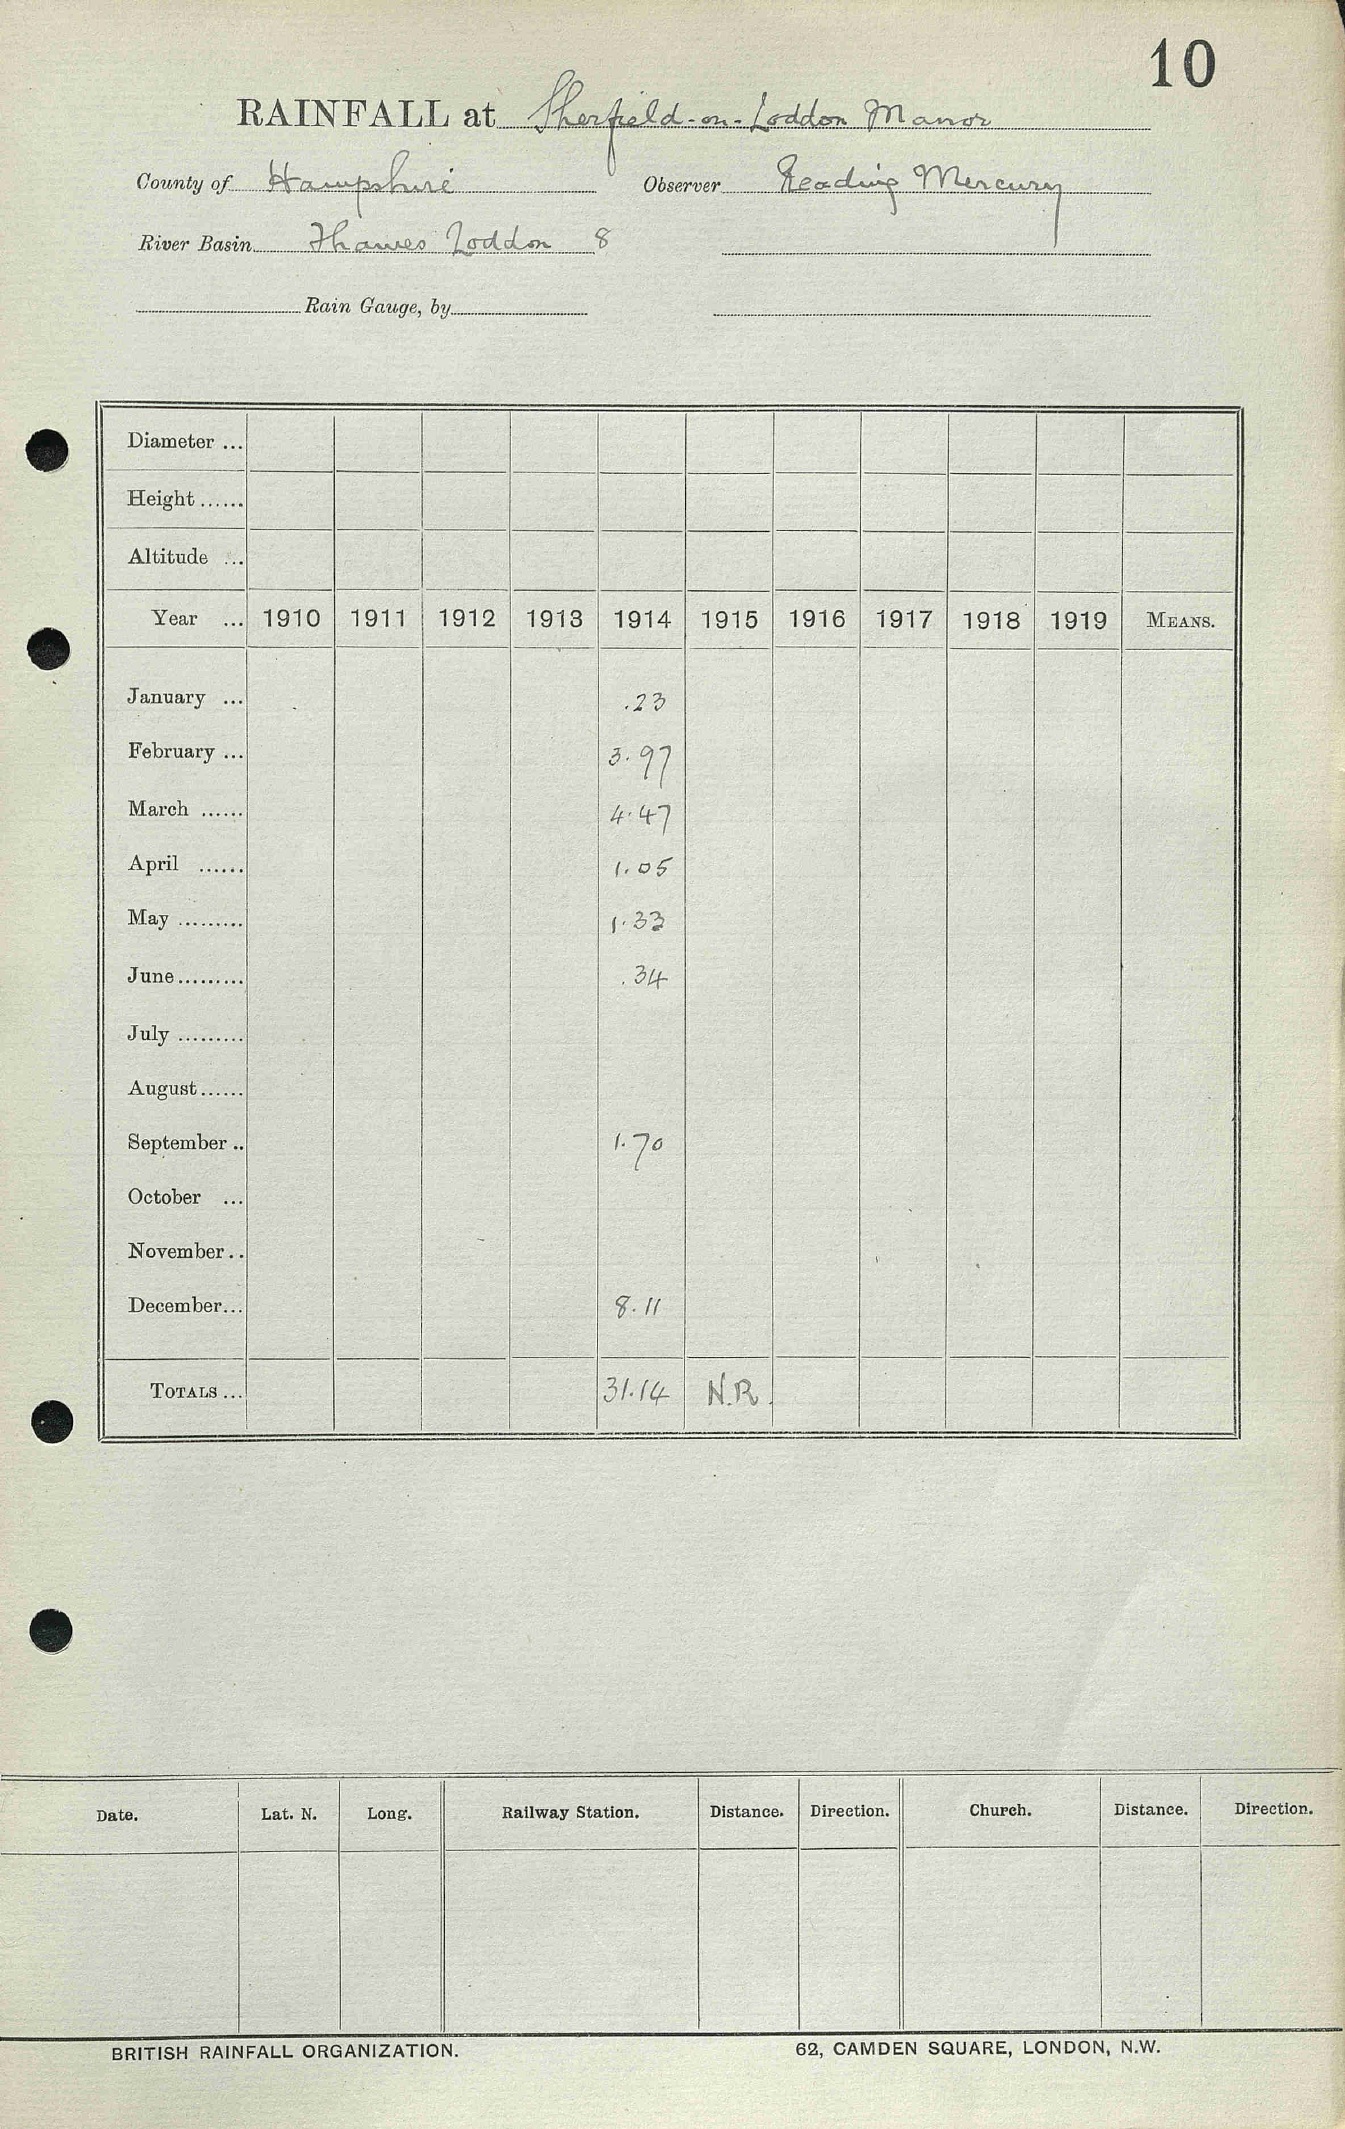 10
RAINFALL at Sherfield-on-Loddon Manor
County of Hampshire Observer Reading Mercury
River Basin Thames Loddon 8
Rain Gauge, by
Diameter ...
Height ......
Altitude ...
Year ... 1910 1911 1912 1913 1914 1915 1916 1917 1918 1919 MEANS.
January ... .23
February ... 3.97
March ...... 4.47
April ...... 1.05
May ......... 1.33
June ......... .34
July .........
August ......
September .. 1.70
October ...
November ..
December ... 8.11
TOTALS ... 31.14 N.R.
Date. Lat. N. Long. Railway Station. Distance. Direction. Church. Distance. Direction.
BRITISH RAINFALL ORGANIZATION. 62, CAMDEN SQUARE, LONDON, N.W.